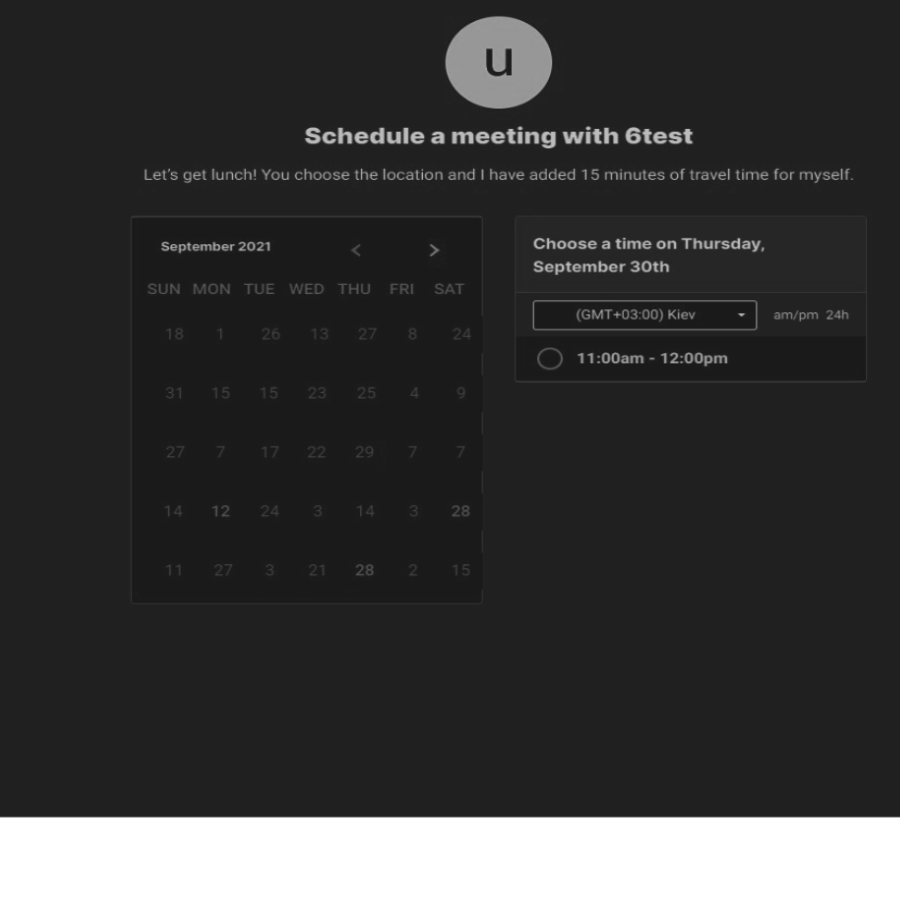 u
Schedule a meeting with 6test
Let's get lunch! You choose the location and I have added 15 minutes of travel time for myself.
September 2021 < >
SUN MON TUE WED THU FRI SAT
18 1 26 13 27 8 24
31 15 15 23 25 4 9
27 7 17 22 29 7 7
14 12 24 3 14 3 28
11 27 3 21 28 2 15
Choose a time on Thursday,
September 30th
(GMT+03:00) Kiev am/pm 24h
11:00am - 12:00pm